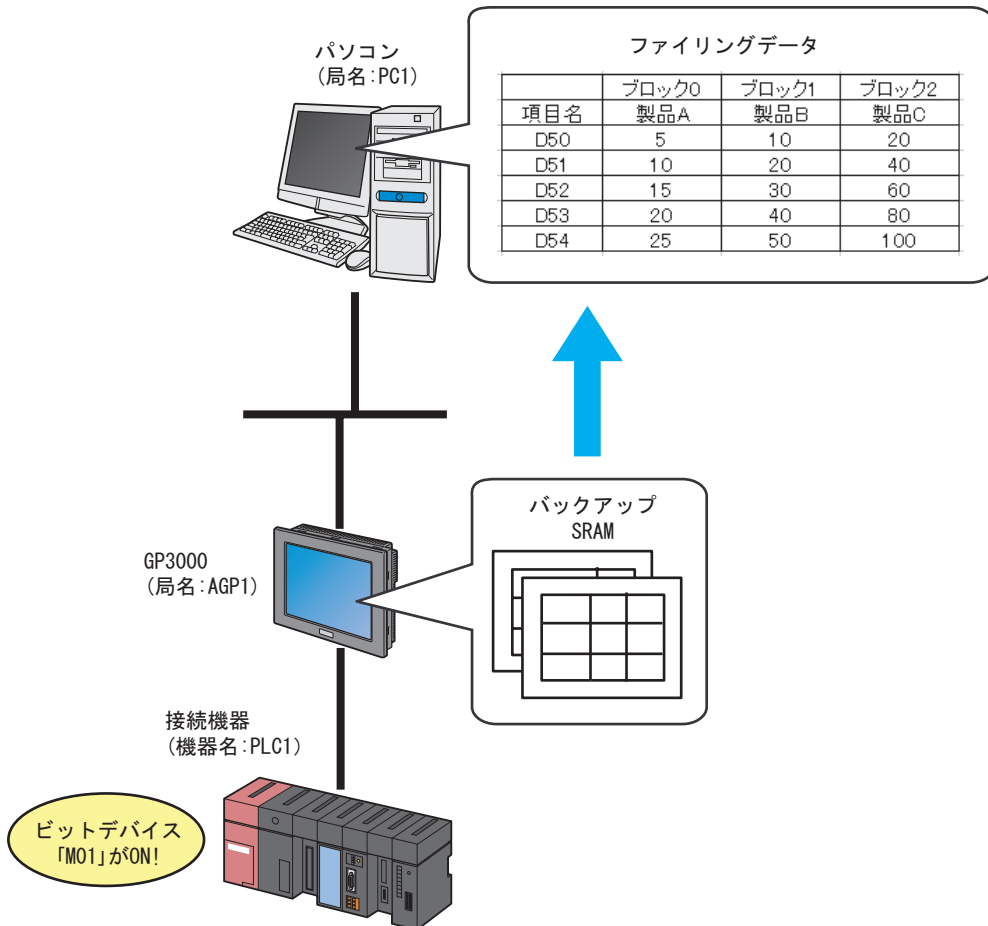 パソコン
（局名：PC1）
ファイリングデータ
ブロック0 ブロック1 ブロック2
項目名 製品A 製品B 製品C
D50 5 10 20
D51 10 20 40
D52 15 30 60
D53 20 40 80
D54 25 50 100
バックアップ
SRAM
GP3000
（局名：AGP1）
接続機器
（機器名：PLC1）
ビットデバイス
「M01」がON!